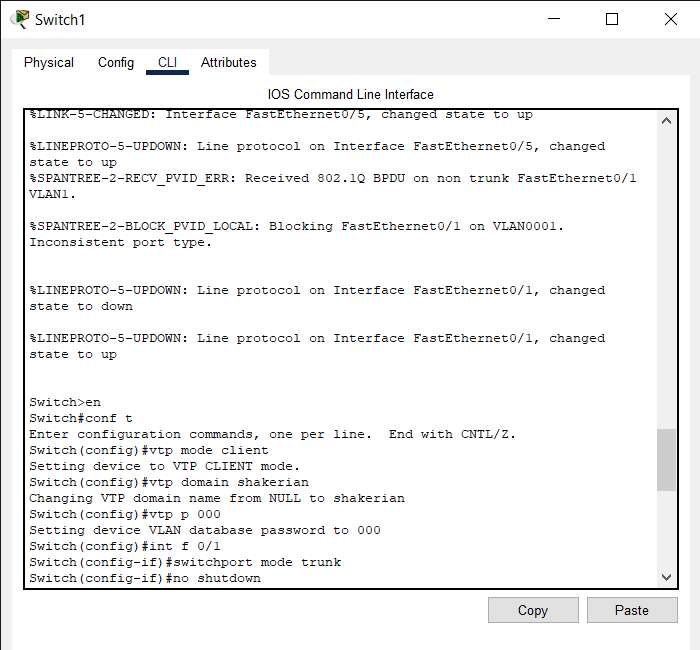 Switch1
Physical Config CLI Attributes
IOS Command Line Interface
%LINK-5-CHANGED: Interface FastEthernet0/5, changed state to up
%LINEPROTO-5-UPDOWN: Line protocol on Interface FastEthernet0/5, changed
state to up
%SPANTREE-2-RECV_PVID_ERR: Received 802.1Q BPDU on non trunk FastEthernet0/1
VLAN1.
%SPANTREE-2-BLOCK_PVID_LOCAL: Blocking FastEthernet0/1 on VLAN0001.
Inconsistent port type.
%LINEPROTO-5-UPDOWN: Line protocol on Interface FastEthernet0/1, changed
state to down
%LINEPROTO-5-UPDOWN: Line protocol on Interface FastEthernet0/1, changed
state to up
Switch>en
Switch#conf t
Enter configuration commands, one per line.  End with CNTL/Z.
Switch(config)#vtp mode client
Setting device to VTP CLIENT mode.
Switch(config)#vtp domain shakerian
Changing VTP domain name from NULL to shakerian
Switch(config)#vtp p 000
Setting device VLAN database password to 000
Switch(config)#int f 0/1
Switch(config-if)#switchport mode trunk
Switch(config-if)#no shutdown
Copy Paste